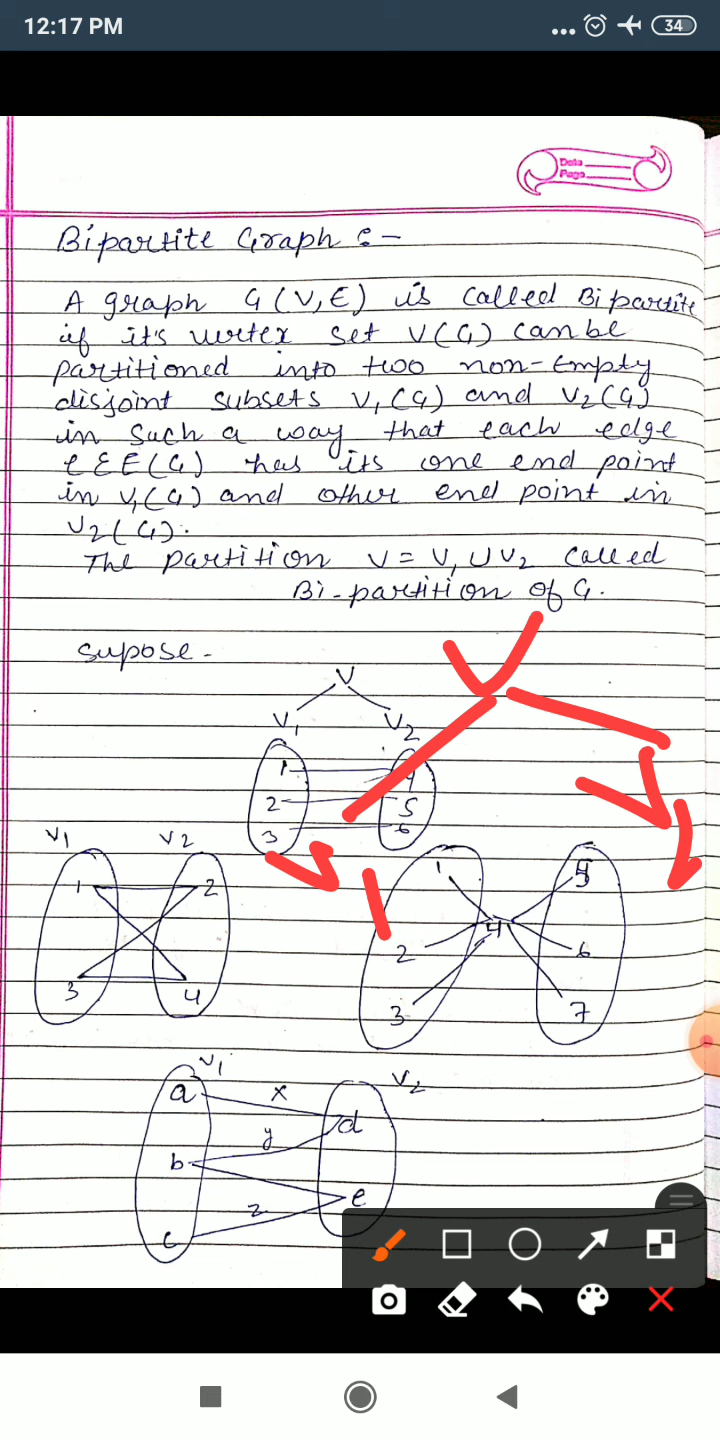 12:17 PM
34
Date
Page
Bipartite Graph :-
A graph G(V,E) is called Bipartite
if it's vertex set V(G) can be
partitioned into two non-Empty
disjoint subsets V₁(G) and V₂(G)
in such a way that each edge
eƐE(G) has its one end point
in V₁(G) and other end point in
V₂(G).
The partition V = V₁ U V₂ called
Bi-partition of G.
Supose -
V
V
V₁ V₂
1 4
2 5
3 6
V₁ V₂
1 2
3 4
1 5
2 4 6
3 7
V₁ V₂
a x d
y
b
z e
c